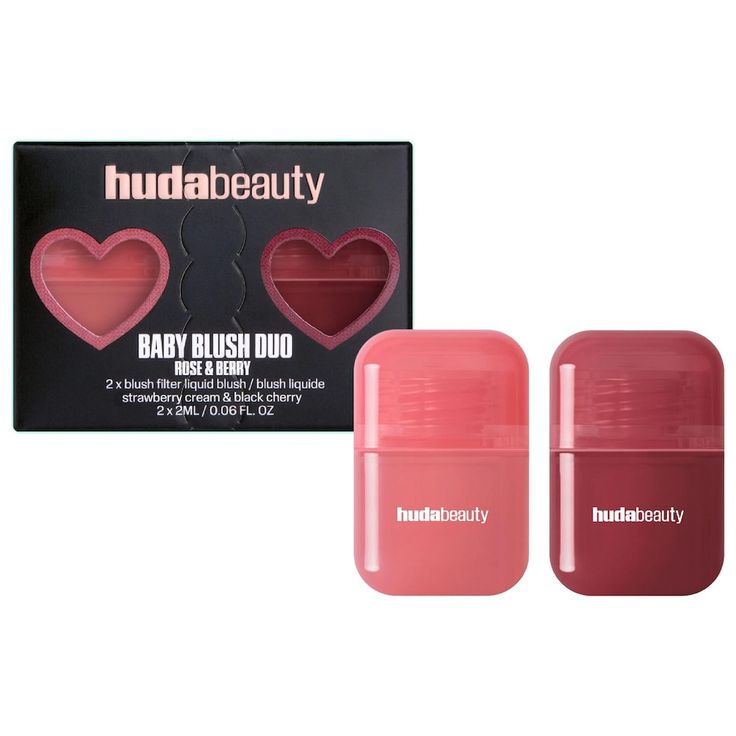 hudabeauty
BABY BLUSH DUO
ROSE & BERRY
2 x blush filter liquid blush / blush liquide
strawberry cream & black cherry
2 x 2ML / 0.06 FL. OZ
hudabeauty
hudabeauty